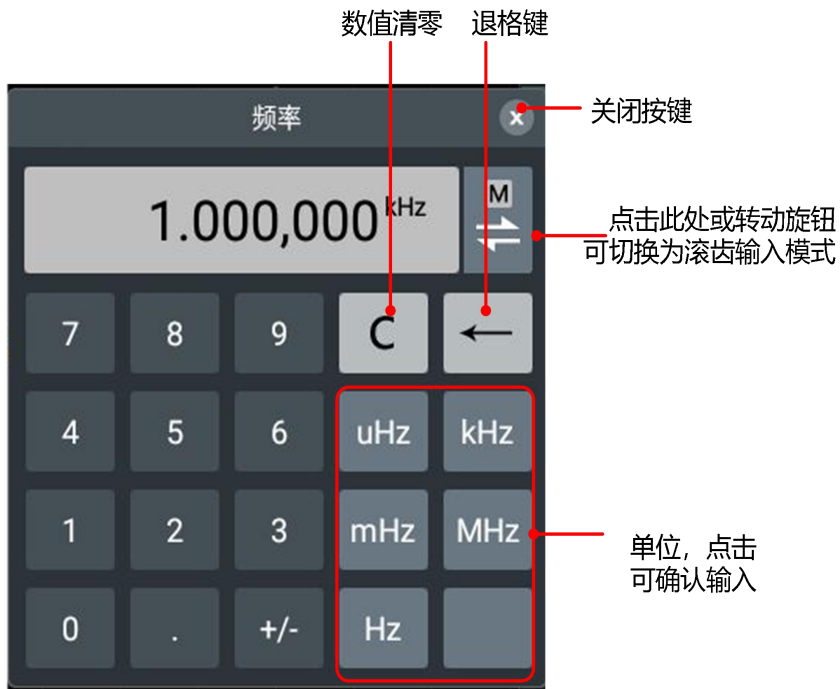 数值清零 退格键
频率
x
关闭按键
1.000,000 kHz
M
点击此处或转动旋钮
可切换为滚齿输入模式
7 8 9 C ←
4 5 6 uHz kHz
1 2 3 mHz MHz
单位，点击
可确认输入
0 . +/- Hz